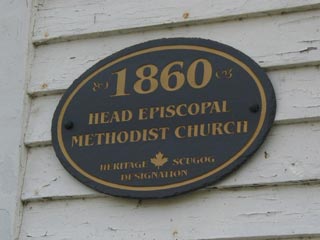 1860
HEAD EPISCOPAL
METHODIST CHURCH
HERITAGE SCUGOG
DESIGNATION